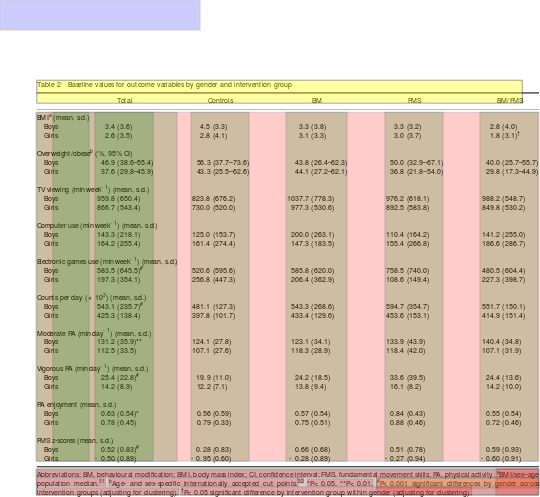 Table 2 Baseline values for outcome variables by gender and intervention group
Total Controls BM FMS BM/FMS
BMIa (mean, s.d.)
Boys 3.4 (3.6) 4.5 (3.3) 3.3 (3.8) 3.3 (3.2) 2.8 (4.0)
Girls 2.6 (3.5) 2.8 (4.1) 3.1 (3.3) 3.0 (3.7) 1.8 (3.1)†
Overweight/obeseb (%, 95% CI)
Boys 46.9 (38.6–55.4) 56.3 (37.7–73.6) 43.8 (26.4–62.3) 50.0 (32.9–67.1) 40.0 (25.7–55.7)
Girls 37.6 (29.8–45.9) 43.3 (25.5–62.6) 44.1 (27.2–62.1) 36.8 (21.8–54.0) 29.8 (17.3–44.9)
TV viewing (min week−1) (mean, s.d.)
Boys 959.8 (650.4) 823.8 (676.2) 1037.7 (778.3) 976.2 (618.1) 988.2 (548.7)
Girls 866.7 (543.4) 730.0 (520.0) 977.3 (530.6) 892.5 (583.8) 849.8 (530.2)
Computer use (min week−1) (mean, s.d.)
Boys 143.3 (218.1) 125.0 (153.7) 200.0 (263.1) 110.4 (164.2) 141.2 (255.0)
Girls 164.2 (255.4) 161.4 (274.4) 147.3 (183.5) 155.4 (266.8) 186.6 (286.7)
Electronic games use (min week−1) (mean, s.d.)
Boys 583.5 (645.5)# 520.6 (595.6) 585.8 (620.0) 758.5 (740.0) 480.5 (604.4)
Girls 197.3 (354.1) 256.8 (447.3) 206.4 (362.9) 108.6 (149.4) 227.3 (398.7)
Counts per day (× 103) (mean, s.d.)
Boys 543.1 (235.7)# 481.1 (127.3) 543.3 (268.6) 594.7 (354.7) 551.7 (150.1)
Girls 425.3 (138.4) 397.8 (101.7) 433.4 (129.6) 453.6 (153.1) 414.9 (151.4)
Moderate PA (min day−1) (mean, s.d.)
Boys 131.2 (35.9)** 124.1 (27.8) 123.1 (34.1) 133.9 (43.9) 140.4 (34.8)
Girls 112.5 (33.5) 107.1 (27.6) 118.3 (28.9) 118.4 (42.0) 107.1 (31.9)
Vigorous PA (min day−1) (mean, s.d.)
Boys 25.4 (22.8)# 19.9 (11.0) 24.2 (18.5) 33.6 (39.5) 24.4 (13.6)
Girls 14.2 (8.9) 12.2 (7.1) 13.8 (9.4) 16.1 (8.2) 14.2 (10.0)
PA enjoyment (mean, s.d.)
Boys 0.63 (0.54)* 0.56 (0.59) 0.57 (0.54) 0.84 (0.43) 0.55 (0.54)
Girls 0.78 (0.45) 0.79 (0.33) 0.75 (0.51) 0.88 (0.46) 0.72 (0.46)
FMS z-scores (mean, s.d.)
Boys 0.52 (0.83)# 0.28 (0.83) 0.66 (0.68) 0.51 (0.78) 0.59 (0.93)
Girls - 0.50 (0.89) - 0.95 (0.60) - 0.28 (0.89) - 0.27 (0.94) - 0.60 (0.91)
Abbreviations: BM, behavioural modification; BMI, body mass index; CI, confidence interval; FMS, fundamental movement skills; PA, physical activity. aBMI/sex–age
population median.31 bAge- and sex-specific internationally accepted cut points.32 *P< 0.05, **P< 0.01, #P< 0.001 significant differences by gender across
intervention groups (adjusting for clustering). †P< 0.05 significant difference by intervention group within gender (adjusting for clustering).